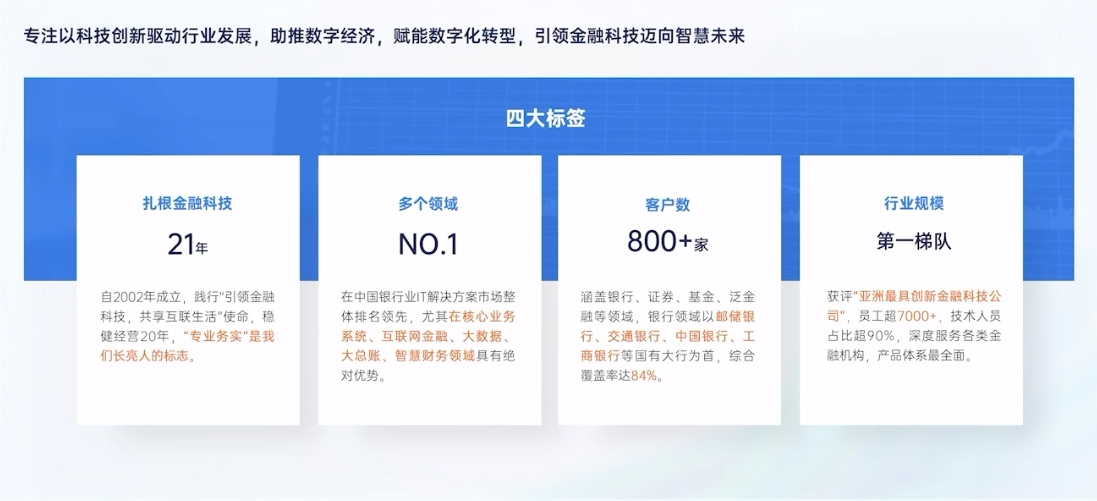 专注以科技创新驱动行业发展，助推数字经济，赋能数字化转型，引领金融科技迈向智慧未来
四大标签
扎根金融科技
21年
自2002年成立，践行“引领金融
科技，共享互联生活”使命，稳
健经营20年，“专业务实”是我
们长亮人的标志。
多个领域
NO.1
在中国银行业IT解决方案市场整
体排名领先，尤其在核心业务
系统、互联网金融、大数据、
大总账、智慧财务领域具有绝
对优势。
客户数
800+家
涵盖银行、证券、基金、泛金
融等领域，银行领域以邮储银
行、交通银行、中国银行、工
商银行等国有大行为首，综合
覆盖率达84%。
行业规模
第一梯队
获评“亚洲最具创新金融科技公
司”，员工超7000+，技术人员
占比超90%，深度服务各类金
融机构，产品体系最全面。